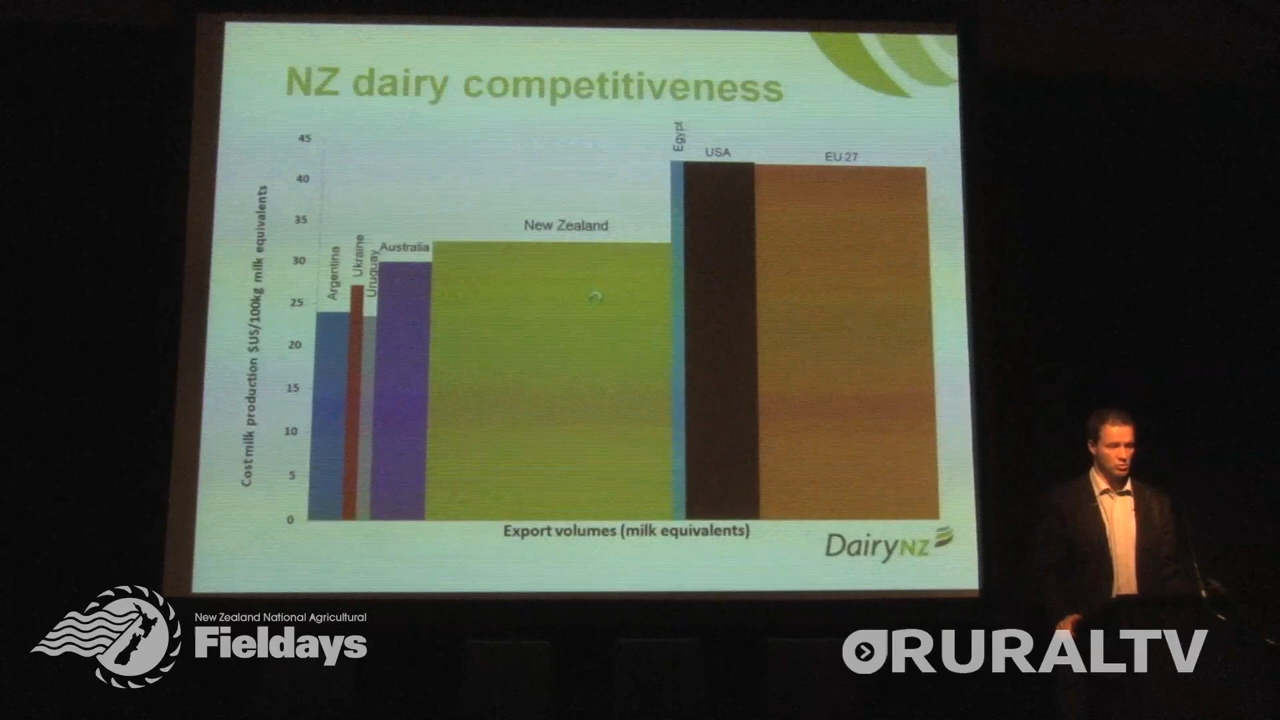 NZ dairy competitiveness
Cost milk production $US/100kg milk equivalents
45
40
35
30
25
20
15
10
5
0
Argentina
Ukraine
Uruguay
Australia
New Zealand
Egypt
USA
EU 27
Export volumes (milk equivalents)
DairyNZ
New Zealand National Agricultural
Fieldays
RURALTV